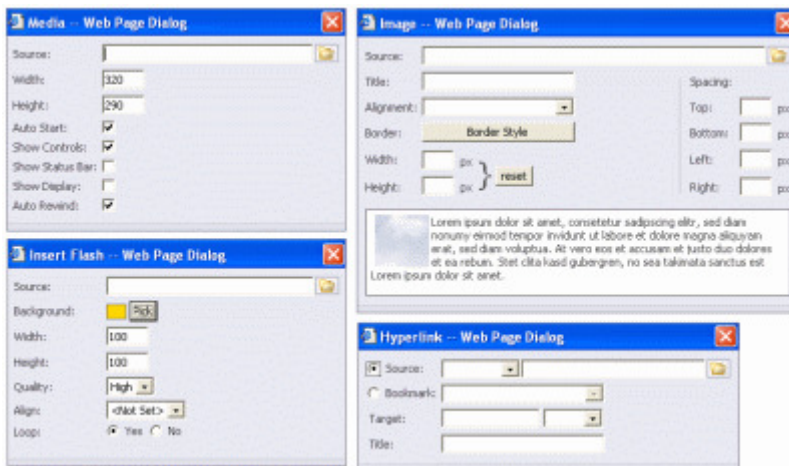 Media -- Web Page Dialog
Source:
Width: 320
Height: 290
Auto Start:
Show Controls:
Show Status Bar:
Show Display:
Auto Rewind:
Insert Flash -- Web Page Dialog
Source:
Background: Pick
Width: 100
Height: 100
Quality: High
Align: <Not Set>
Loop: Yes No
Image -- Web Page Dialog
Source:
Title: Spacing:
Alignment: Top: px
Border: Border Style Bottom: px
Width: px Left: px
reset
Height: px Right: px
Lorem ipsum dolor sit amet, consetetur sadipscing elitr, sed diam
nonumy eirmod tempor invidunt ut labore et dolore magna aliquyam
erat, sed diam voluptua. At vero eos et accusam et justo duo dolores
et ea rebum. Stet clita kasd gubergren, no sea takimata sanctus est
Lorem ipsum dolor sit amet.
Hyperlink -- Web Page Dialog
Source:
Bookmark:
Target:
Title: